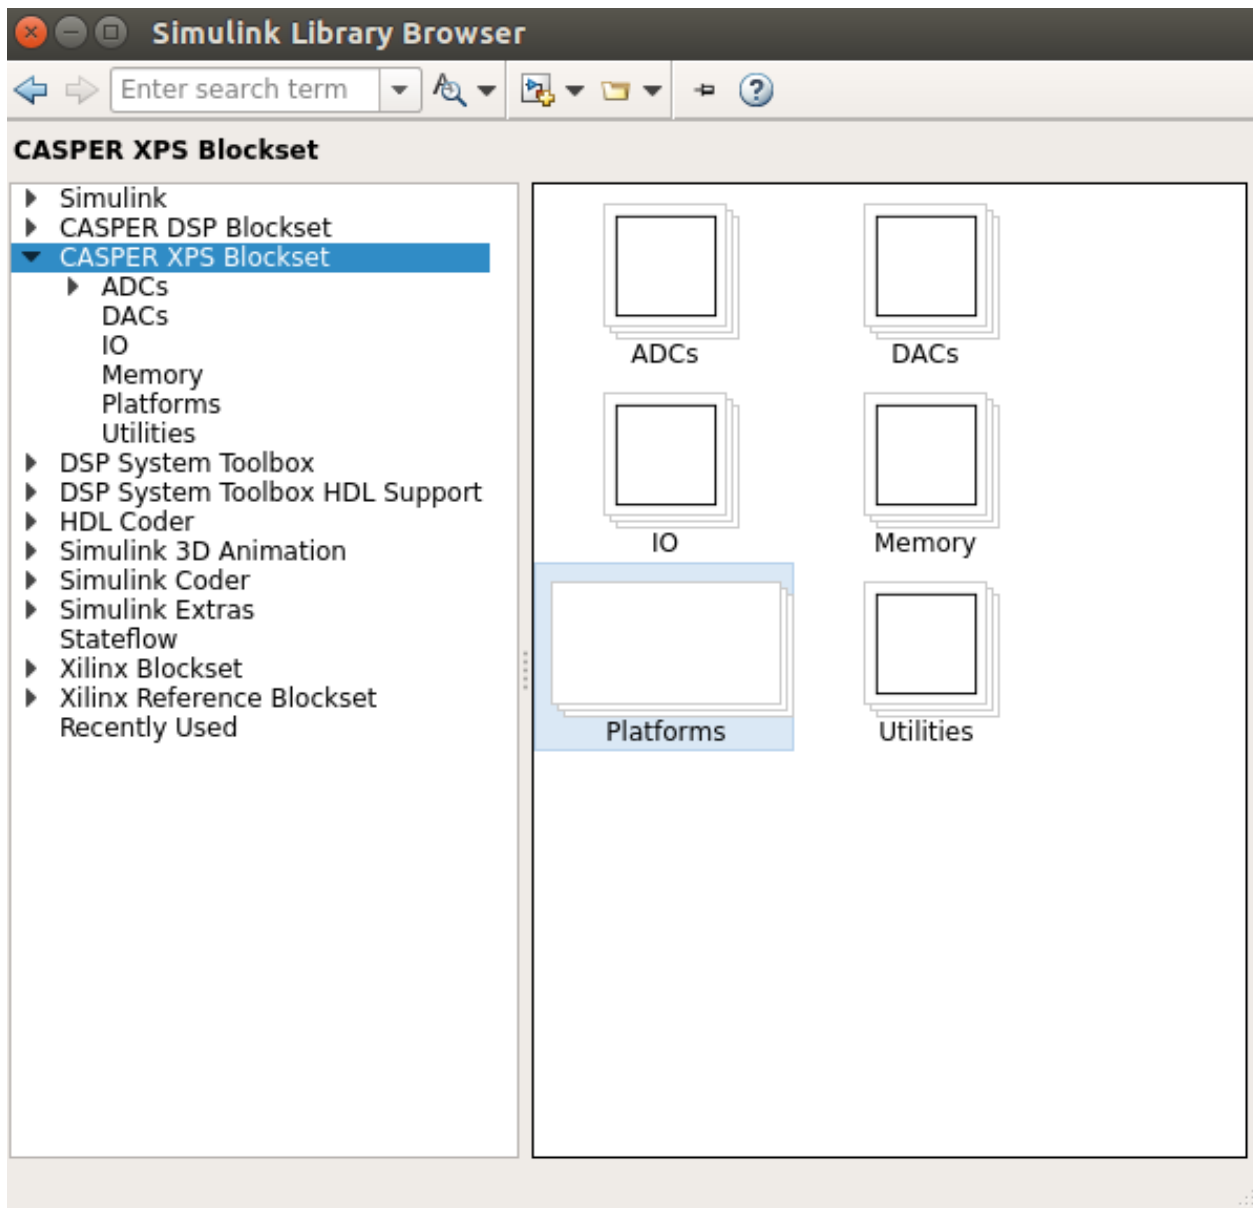 Simulink Library Browser
Enter search term
CASPER XPS Blockset
Simulink
CASPER DSP Blockset
CASPER XPS Blockset
ADCs
DACs
IO
Memory
Platforms
Utilities
DSP System Toolbox
DSP System Toolbox HDL Support
HDL Coder
Simulink 3D Animation
Simulink Coder
Simulink Extras
Stateflow
Xilinx Blockset
Xilinx Reference Blockset
Recently Used
ADCs DACs
IO Memory
Platforms Utilities